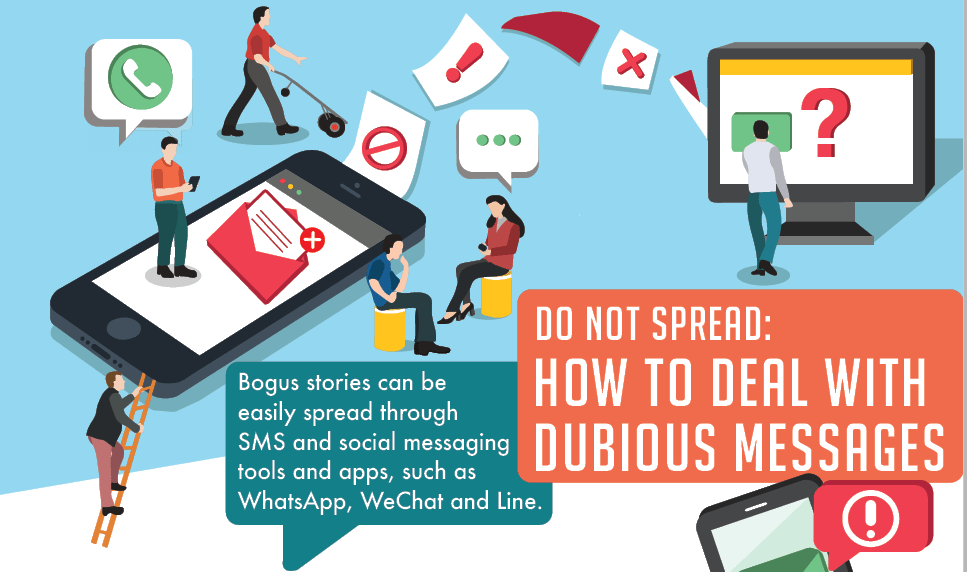 ?
DO NOT SPREAD:
HOW TO DEAL WITH
DUBIOUS MESSAGES
Bogus stories can be
easily spread through
SMS and social messaging
tools and apps, such as
WhatsApp, WeChat and Line.